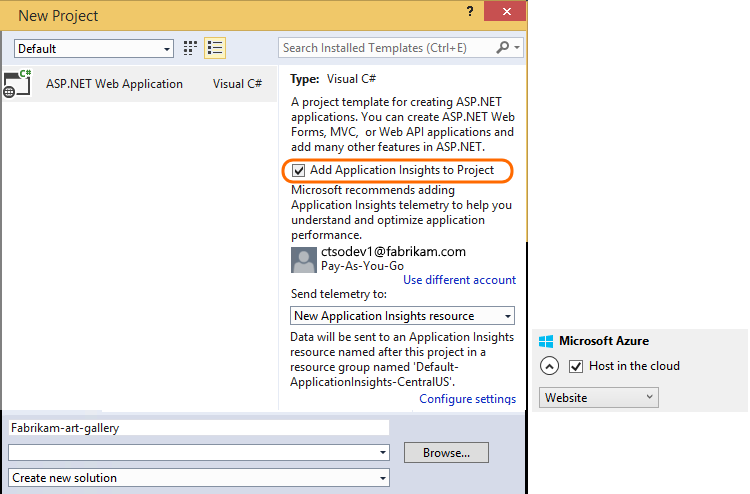 New Project
? X
Default
Search Installed Templates (Ctrl+E)
C#
ASP.NET Web Application Visual C#
Type: Visual C#
A project template for creating ASP.NET
applications. You can create ASP.NET Web
Forms, MVC, or Web API applications and
add many other features in ASP.NET.
Add Application Insights to Project
Microsoft recommends adding
Application Insights telemetry to help you
understand and optimize application
performance.
ctsodev1@fabrikam.com
Pay-As-You-Go
Use different account
Send telemetry to:
New Application Insights resource
Data will be sent to an Application Insights
resource named after this project in a
resource group named 'Default-
ApplicationInsights-CentralUS'.
Configure settings
Fabrikam-art-gallery
Browse...
Create new solution
Microsoft Azure
Host in the cloud
Website